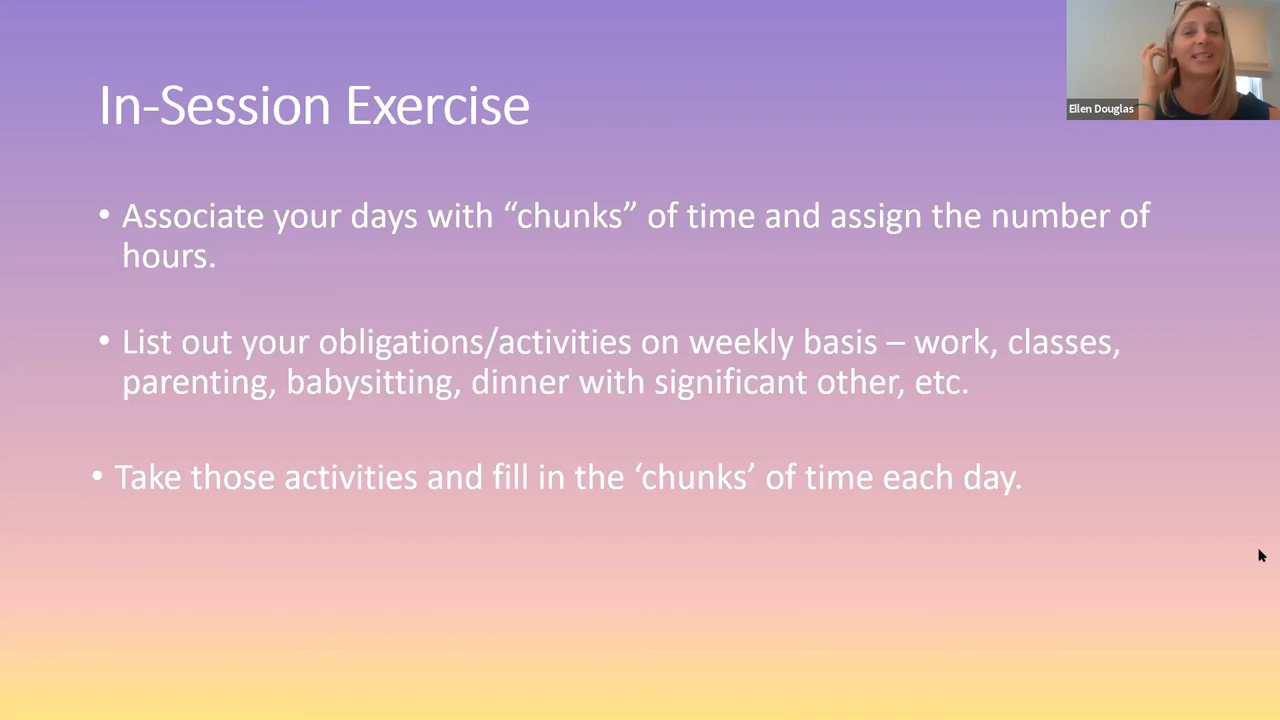 In-Session Exercise
Ellen Douglas
• Associate your days with “chunks” of time and assign the number of
hours.
• List out your obligations/activities on weekly basis – work, classes,
parenting, babysitting, dinner with significant other, etc.
• Take those activities and fill in the ‘chunks’ of time each day.